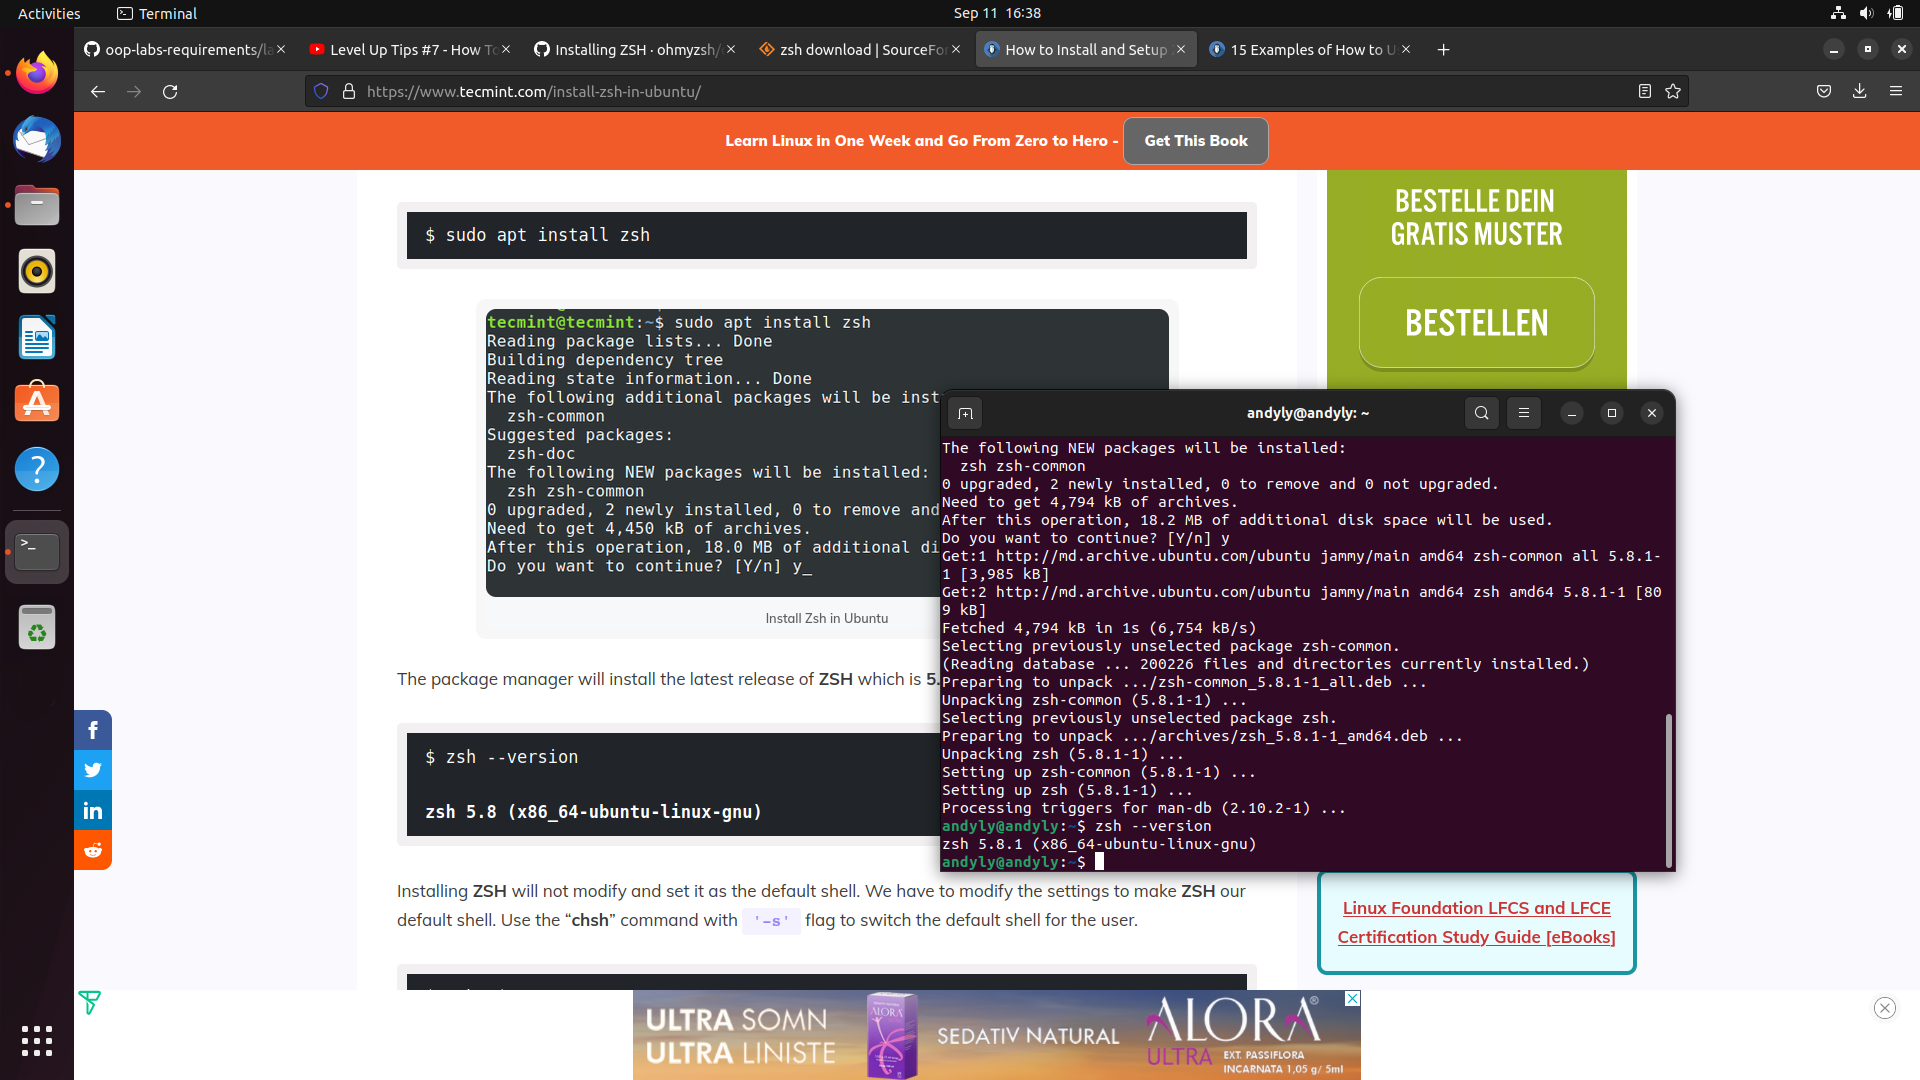 Activities
Terminal
Sep 11 16:38
oop-labs-requirements/la
Level Up Tips #7 - How To
Installing ZSH · ohmyzsh/
zsh download | SourceFor
How to Install and Setup
15 Examples of How to U
https://www.tecmint.com/install-zsh-in-ubuntu/
Learn Linux in One Week and Go From Zero to Hero -
Get This Book
$ sudo apt install zsh
tecmint@tecmint:~$ sudo apt install zsh
Reading package lists... Done
Building dependency tree
Reading state information... Done
The following additional packages will be inst
zsh-common
Suggested packages:
zsh-doc
The following NEW packages will be installed:
zsh zsh-common
0 upgraded, 2 newly installed, 0 to remove and
Need to get 4,450 kB of archives.
After this operation, 18.0 MB of additional di
Do you want to continue? [Y/n] y_
Install Zsh in Ubuntu
The package manager will install the latest release of ZSH which is 5.
$ zsh --version
zsh 5.8 (x86_64-ubuntu-linux-gnu)
Installing ZSH will not modify and set it as the default shell. We have to modify the settings to make ZSH our
default shell. Use the “chsh” command with '-s' flag to switch the default shell for the user.
BESTELLE DEIN
GRATIS MUSTER
BESTELLEN
andyly@andyly: ~
The following NEW packages will be installed:
zsh zsh-common
0 upgraded, 2 newly installed, 0 to remove and 0 not upgraded.
Need to get 4,794 kB of archives.
After this operation, 18.2 MB of additional disk space will be used.
Do you want to continue? [Y/n] y
Get:1 http://md.archive.ubuntu.com/ubuntu jammy/main amd64 zsh-common all 5.8.1-
1 [3,985 kB]
Get:2 http://md.archive.ubuntu.com/ubuntu jammy/main amd64 zsh amd64 5.8.1-1 [80
9 kB]
Fetched 4,794 kB in 1s (6,754 kB/s)
Selecting previously unselected package zsh-common.
(Reading database ... 200226 files and directories currently installed.)
Preparing to unpack .../zsh-common_5.8.1-1_all.deb ...
Unpacking zsh-common (5.8.1-1) ...
Selecting previously unselected package zsh.
Preparing to unpack .../archives/zsh_5.8.1-1_amd64.deb ...
Unpacking zsh (5.8.1-1) ...
Setting up zsh-common (5.8.1-1) ...
Setting up zsh (5.8.1-1) ...
Processing triggers for man-db (2.10.2-1) ...
andyly@andyly:~$ zsh --version
zsh 5.8.1 (x86_64-ubuntu-linux-gnu)
andyly@andyly:~$
Linux Foundation LFCS and LFCE
Certification Study Guide [eBooks]
ULTRA SOMN
ULTRA LINISTE
ALORA
SEDATIV NATURAL
ALORA®
ULTRA
EXT. PASSIFLORA
INCARNATA 1,05 g/ 5ml